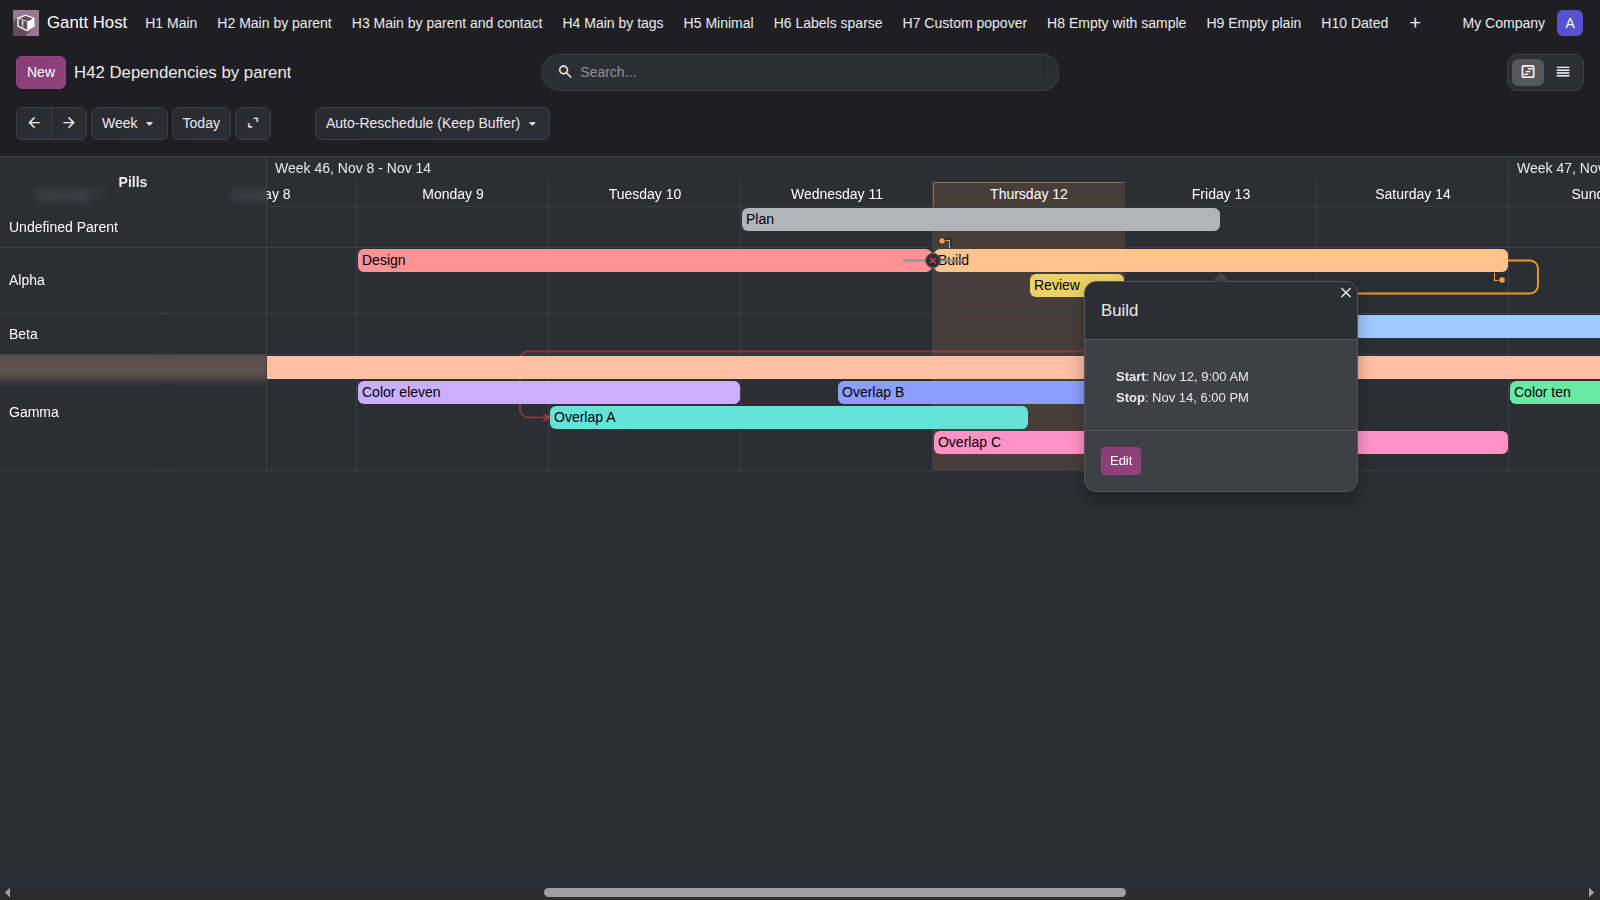 Gantt Host H1 Main H2 Main by parent H3 Main by parent and contact H4 Main by tags H5 Minimal H6 Labels sparse H7 Custom popover H8 Empty with sample H9 Empty plain H10 Dated + My Company A
New H42 Dependencies by parent Search...
Week Today Auto-Reschedule (Keep Buffer)
Week 46, Nov 8 - Nov 14 Week 47, Nov
Pills
ay 8 Monday 9 Tuesday 10 Wednesday 11 Thursday 12 Friday 13 Saturday 14 Sund
Plan
Undefined Parent
Design Build
Alpha
Review
Build
Beta
Start: Nov 12, 9:00 AM
Color eleven Overlap B Stop: Nov 14, 6:00 PM Color ten
Gamma
Overlap A
Overlap C
Edit